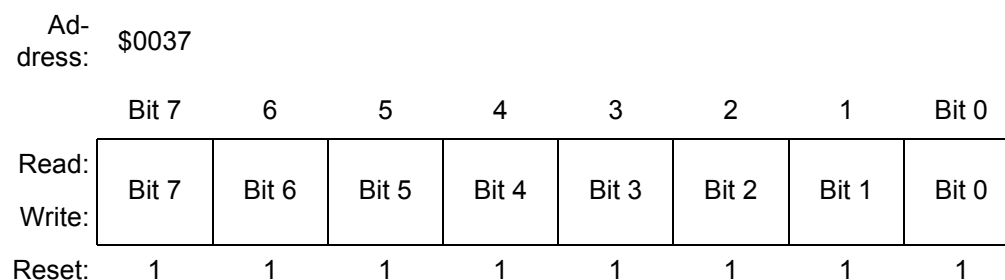 Ad-
dress: $0037
Bit 7 6 5 4 3 2 1 Bit 0
Read:
Bit 7 Bit 6 Bit 5 Bit 4 Bit 3 Bit 2 Bit 1 Bit 0
Write:
Reset: 1 1 1 1 1 1 1 1